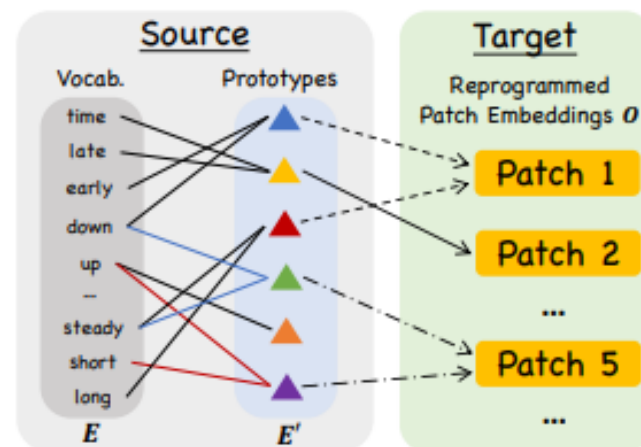 Source
Target
Vocab.
Prototypes
Reprogrammed
Patch Embeddings O
time
late
early
down
up
...
steady
short
long
E
E'
Patch 1
Patch 2
...
Patch 5
...